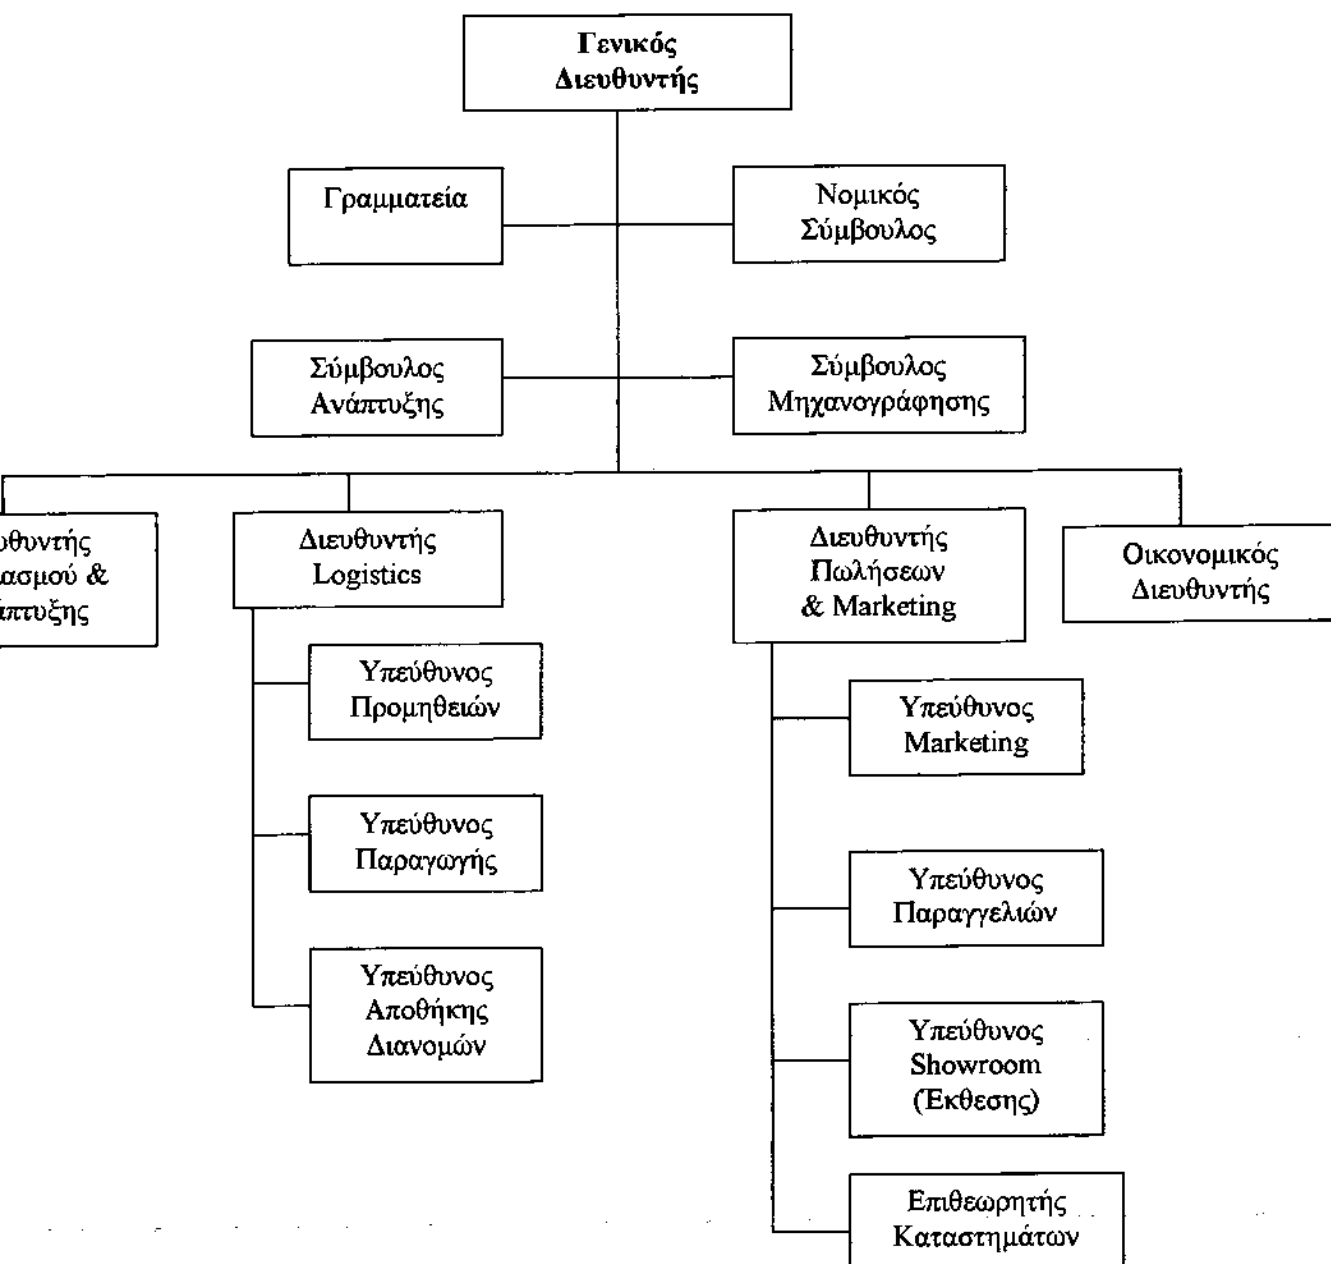 Γενικός
Διευθυντής
Γραμματεία
Νομικός
Σύμβουλος
Σύμβουλος
Ανάπτυξης
Σύμβουλος
Μηχανογράφησης
&
Διευθυντής
Logistics
Διευθυντής
Πωλήσεων
& Marketing
Οικονομικός
Διευθυντής
Υπεύθυνος
Προμηθειών
Υπεύθυνος
Παραγωγής
Υπεύθυνος
Αποθήκης
Διανομών
Υπεύθυνος
Marketing
Υπεύθυνος
Παραγγελιών
Υπεύθυνος
Showroom
(Έκθεσης)
Επιθεωρητής
Καταστημάτων